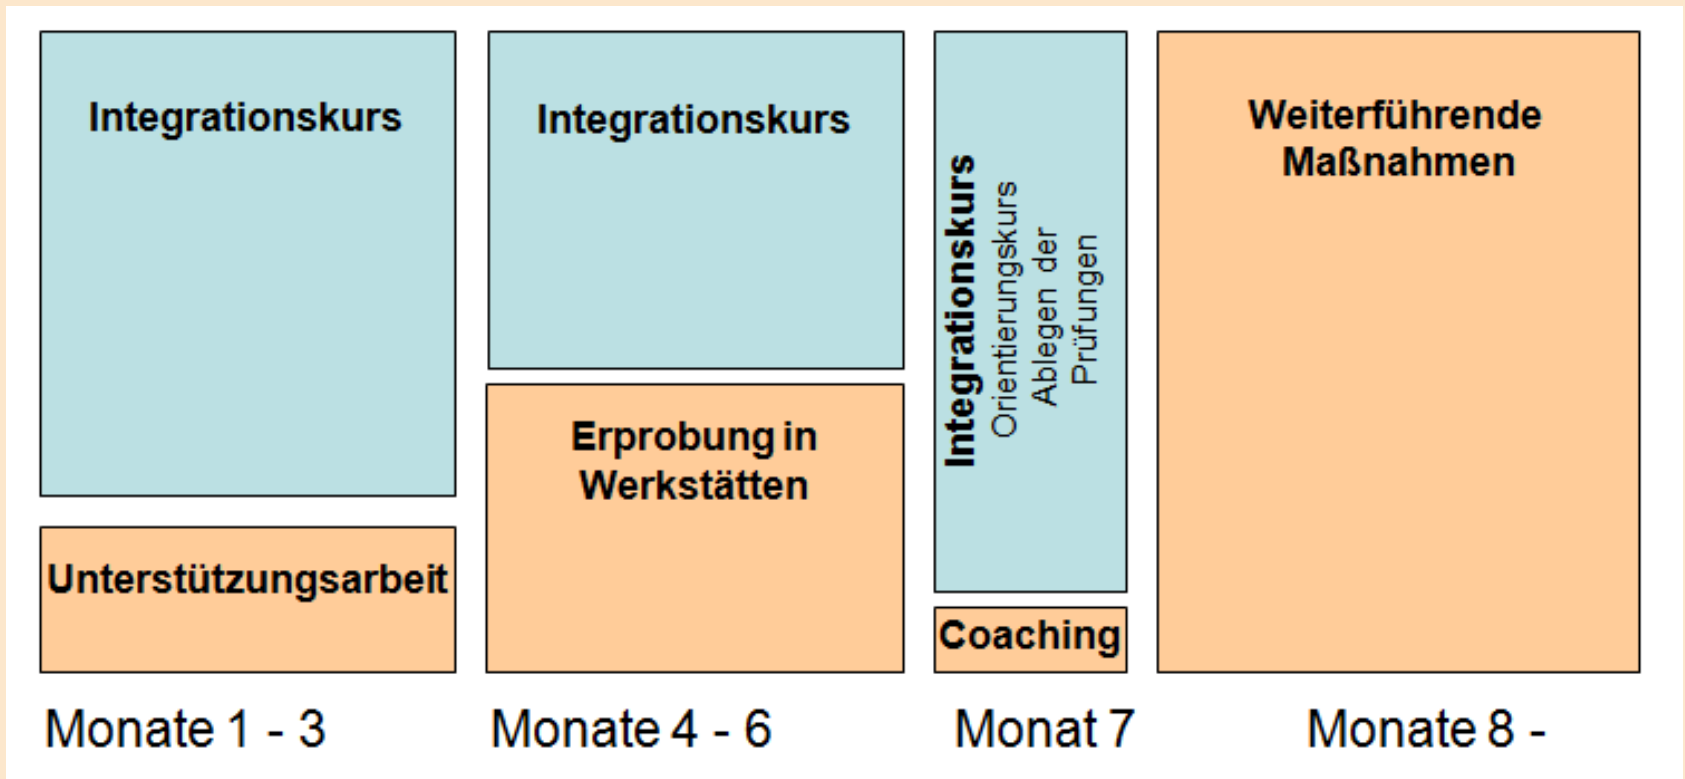 Integrationskurs
Unterstützungsarbeit
Monate 1 - 3
Integrationskurs
Erprobung in
Werkstätten
Monate 4 - 6
Integrationskurs
Orientierungskurs
Ablegen der
Prüfungen
Coaching
Monat 7
Weiterführende
Maßnahmen
Monate 8 -